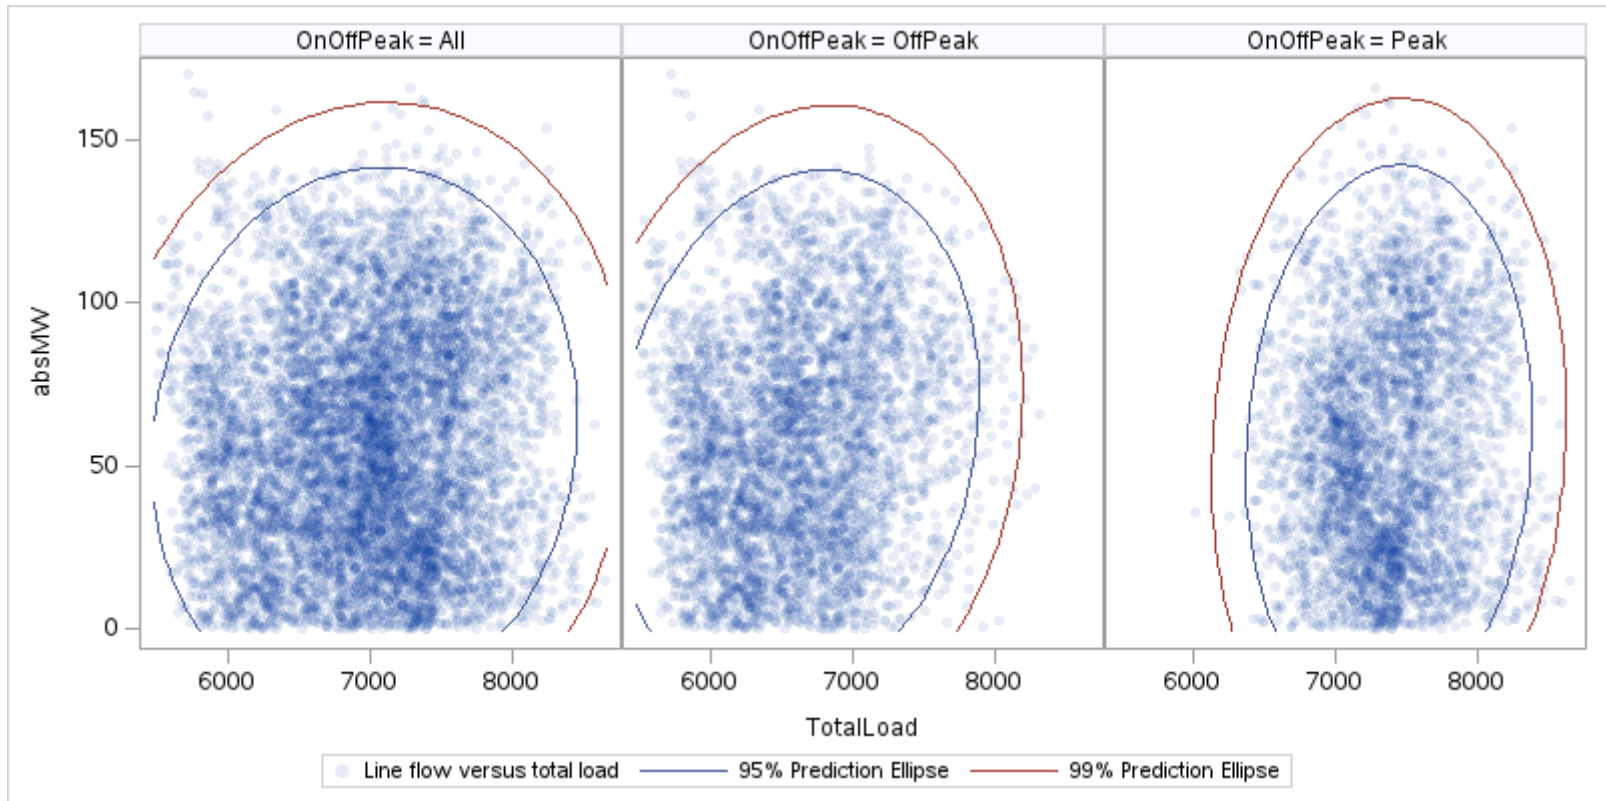 OnOffPeak = All
OnOffPeak = OffPeak
OnOffPeak = Peak
absMW
150
100
50
0
6000 7000 8000
6000 7000 8000
6000 7000 8000
TotalLoad
Line flow versus total load
95% Prediction Ellipse
99% Prediction Ellipse